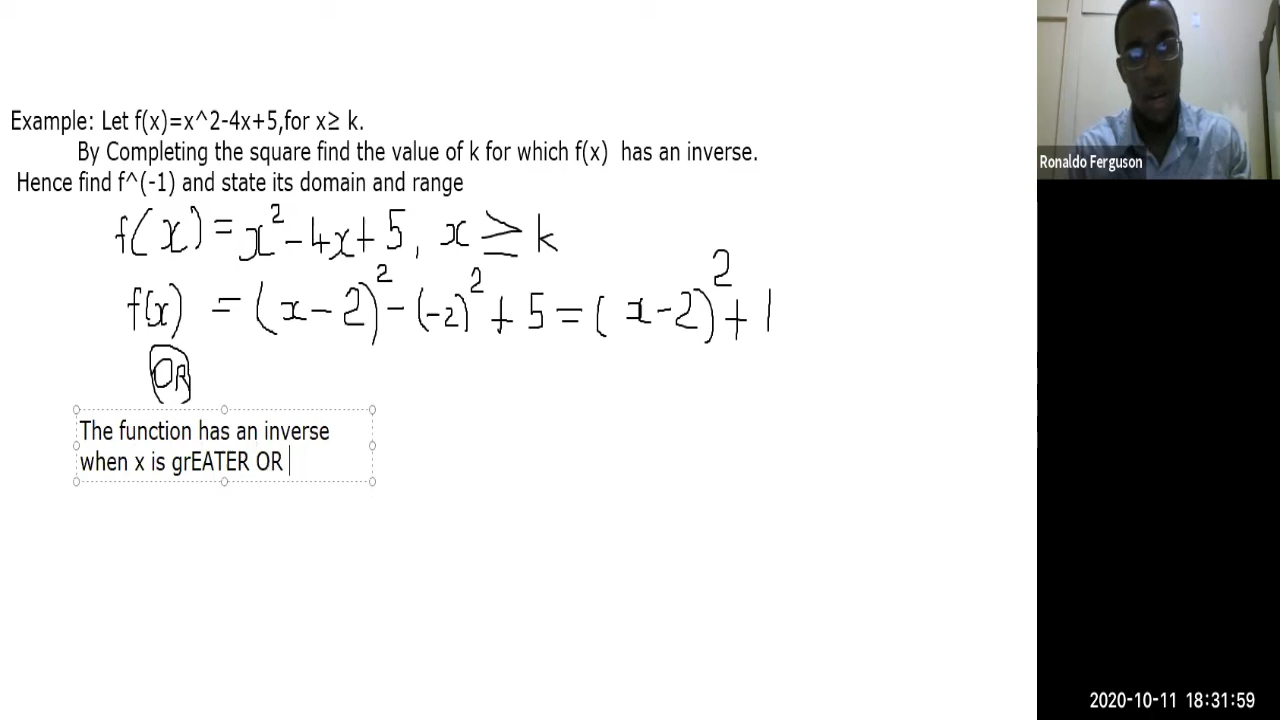 Example: Let f(x)=x^2-4x+5,for x≥ k.
By Completing the square find the value of k for which f(x) has an inverse.
Hence find f^(-1) and state its domain and range
f(x) = x² - 4x + 5, x ≥ k
f(x) = (x - 2)² - (-2)² + 5 = (x - 2)² + 1
OR
The function has an inverse
when x is grEATER OR
Ronaldo Ferguson
2020-10-11 18:31:59